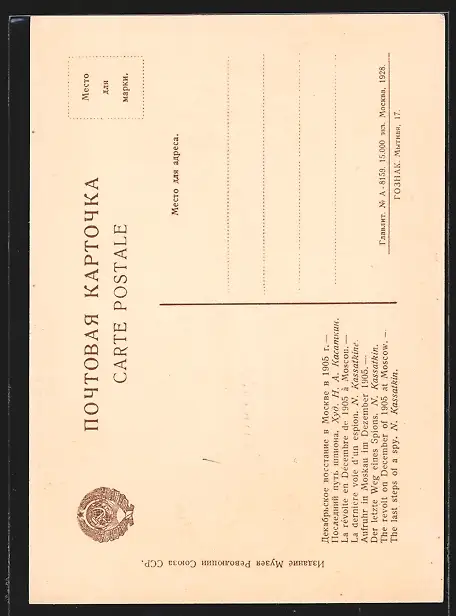 ПОЧТОВАЯ КАРТОЧКА
CARTE POSTALE
Место
для
марки.
Место для адреса.
Издание Музея Революции Союза ССР.
Декабрьское восстание в Москве в 1905 г.—
Последний путь шпиона. Худ. Н. А. Касаткин.
La révolte en Décembre de 1905 à Moscou.—
La dernière voie d'un espion. N. Kassatkine.
Aufruhr in Moskau im Dezember 1905.—
Der letzte Weg eines Spions. N. Kassatkin.
The revolt on December of 1905 at Moscow.—
The last steps of a spy. N. Kassatkin.
Главлит. № А-8159. 15.000 экз. Москва, 1928.
ГОЗНАК. Мытная, 17.